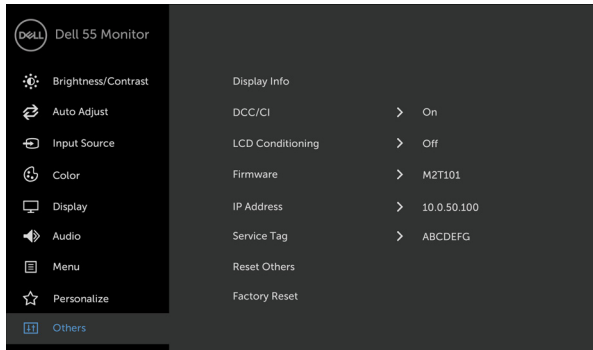 DELL Dell 55 Monitor
Brightness/Contrast Display Info
Auto Adjust DCC/CI > On
Input Source LCD Conditioning > Off
Color Firmware > M2T101
Display IP Address > 10.0.50.100
Audio Service Tag > ABCDEFG
Menu Reset Others
Personalize Factory Reset
Others